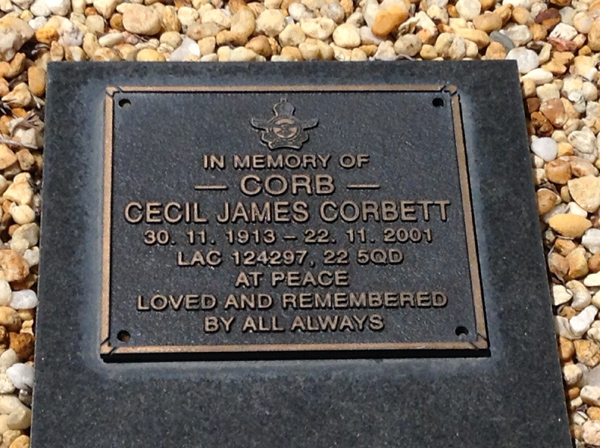 IN MEMORY OF
— CORB —
CECIL JAMES CORBETT
30. 11. 1913 – 22. 11. 2001
LAC 124297, 22 SQD
AT PEACE
LOVED AND REMEMBERED
BY ALL ALWAYS